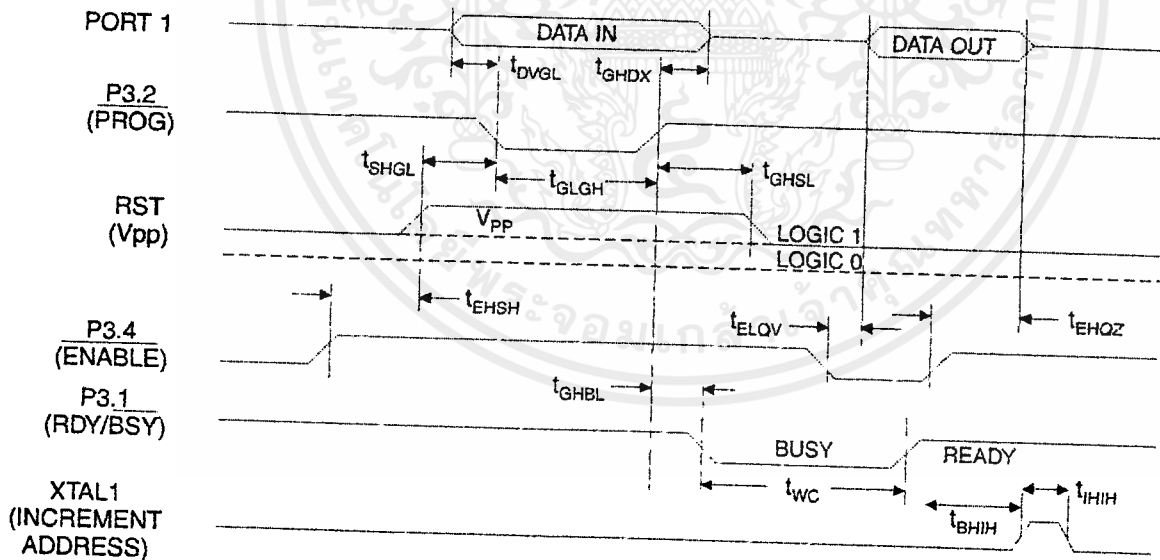 PORT 1
DATA IN
DATA OUT
tDVGL
tGHDX
P3.2
(PROG)
tSHGL
tGLGH
tGHSL
RST
(Vpp)
VPP
LOGIC 1
LOGIC 0
tEHSH
tELQV
tEHQZ
P3.4
(ENABLE)
tGHBL
P3.1
(RDY/BSY)
BUSY
READY
tWC
tBHIH
tIHIH
XTAL1
(INCREMENT
ADDRESS)